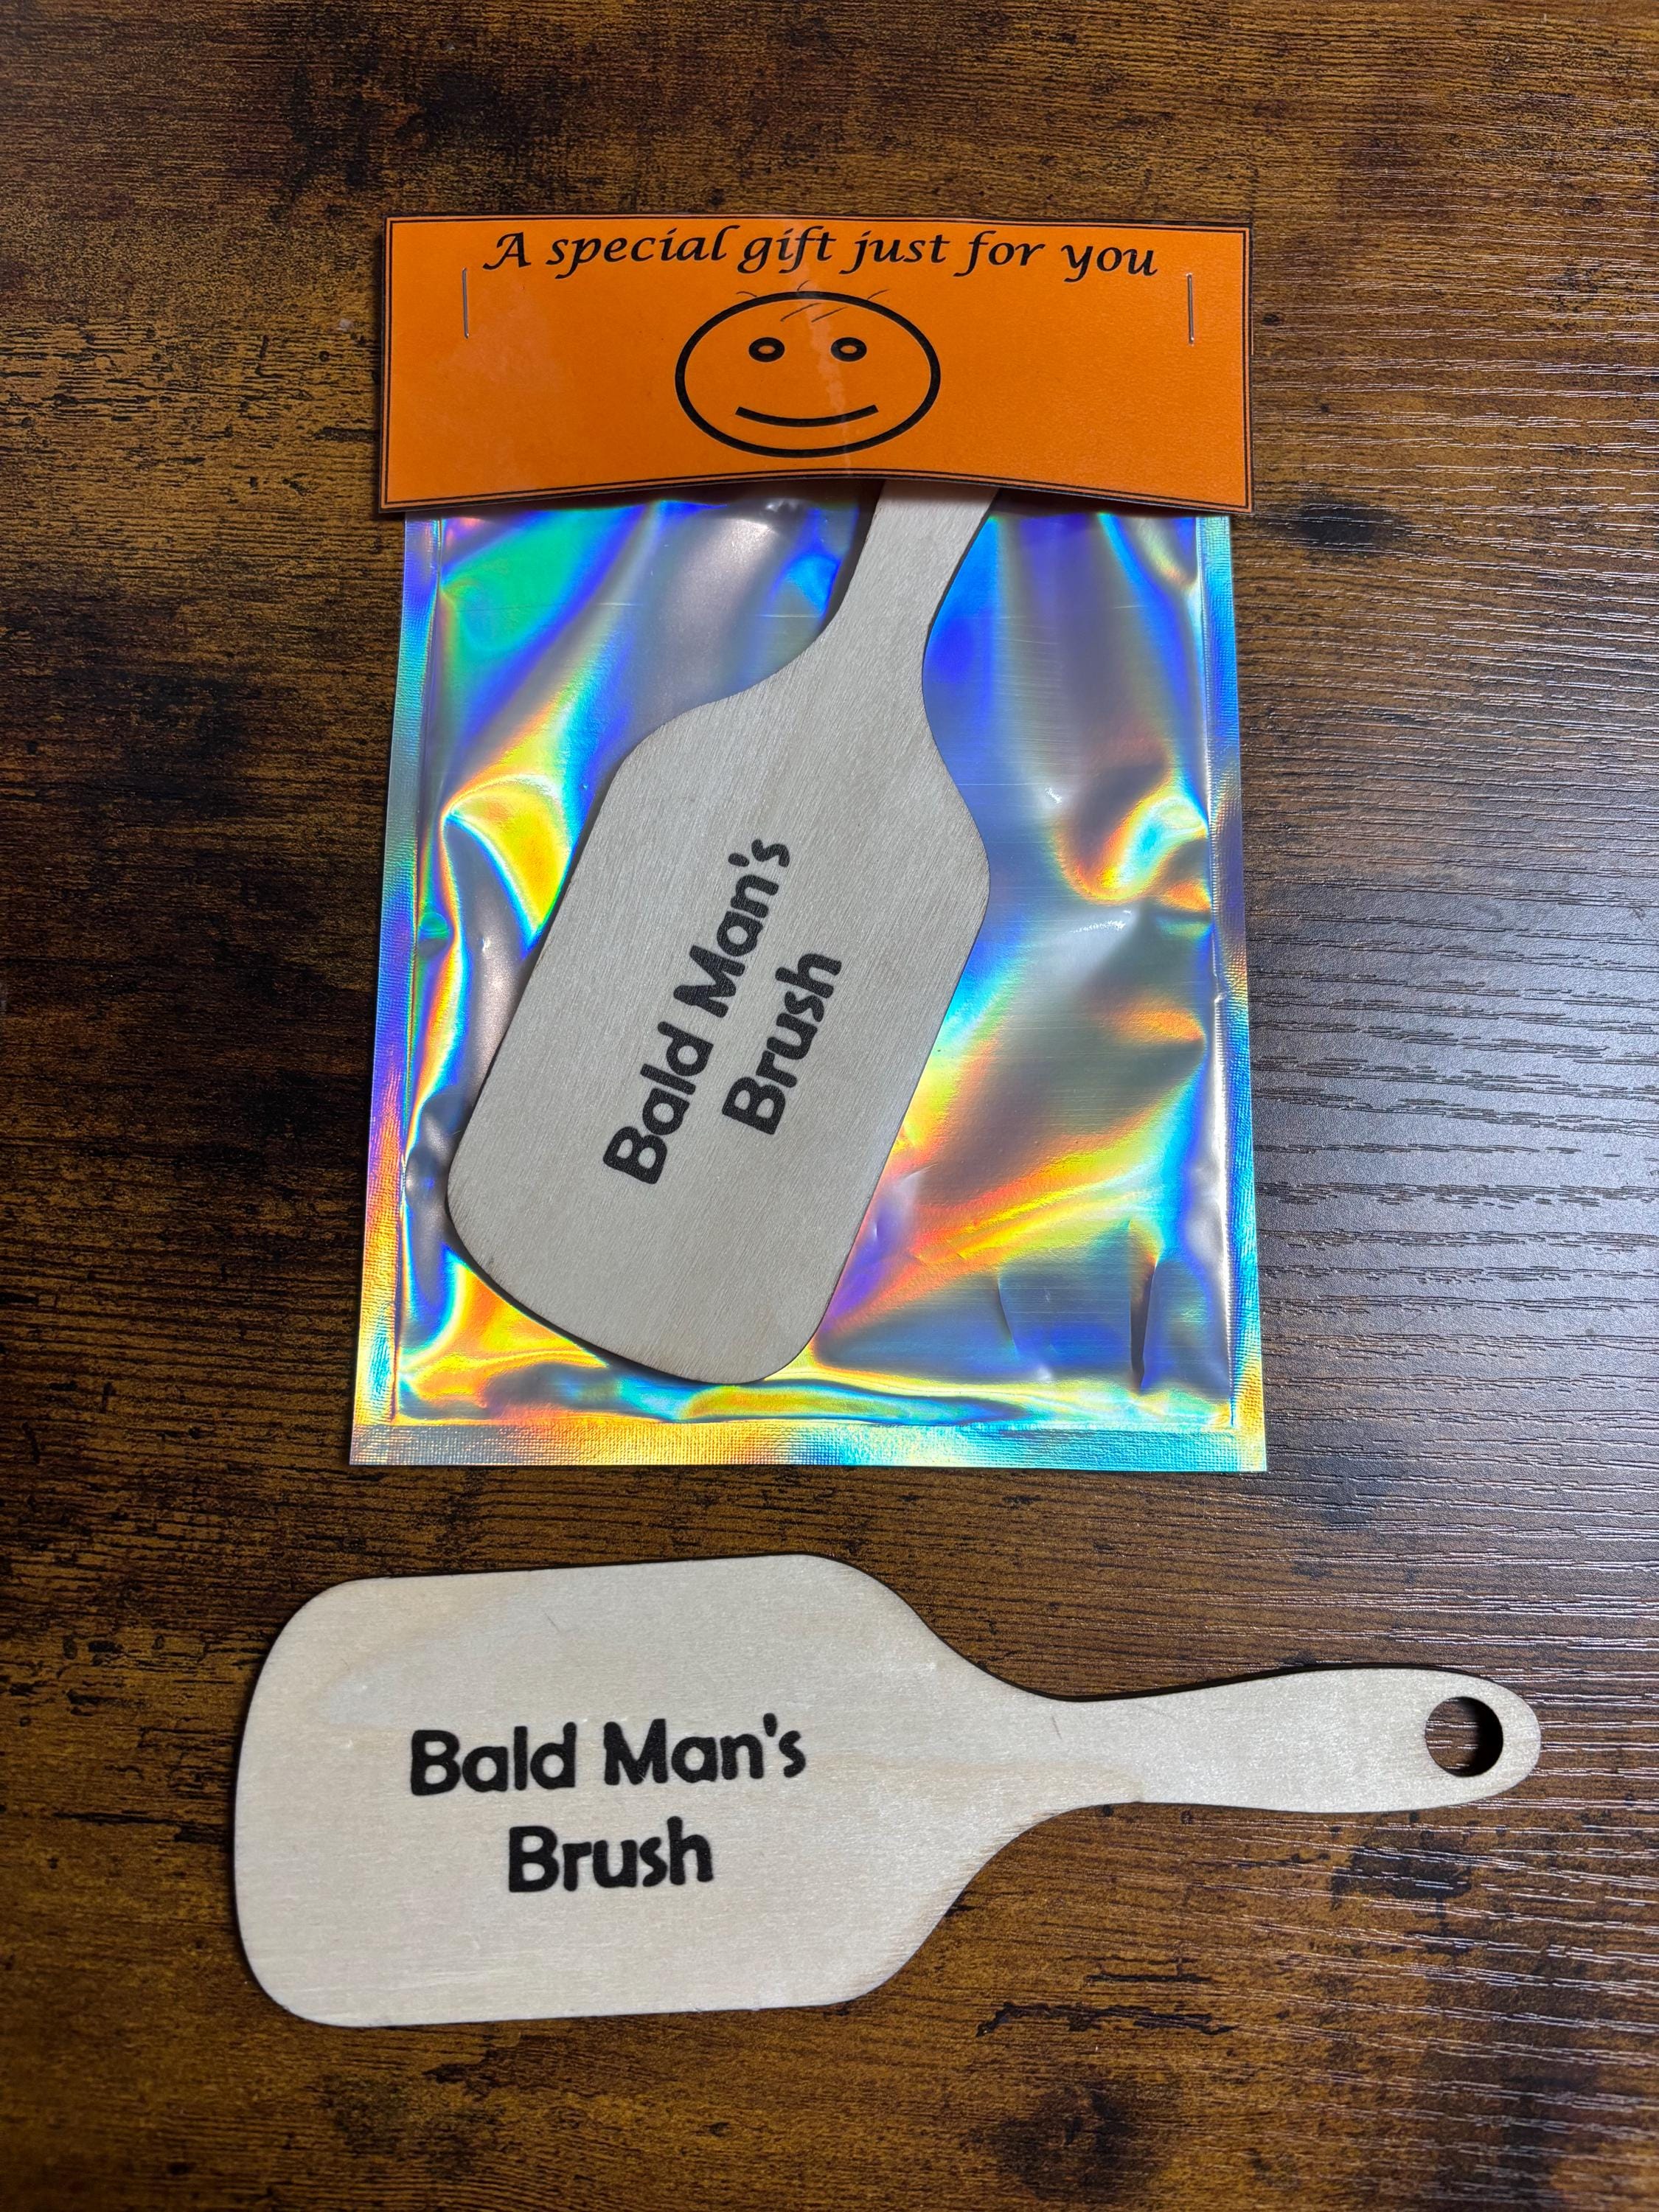 A special gift just for you
Bald Man's
Brush
Bald Man's
Brush